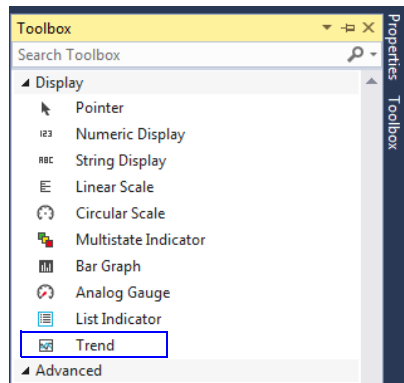 Toolbox
Search Toolbox
Display
Pointer
123 Numeric Display
ABC String Display
Linear Scale
Circular Scale
Multistate Indicator
Bar Graph
Analog Gauge
List Indicator
Trend
Advanced
Properties
Toolbox